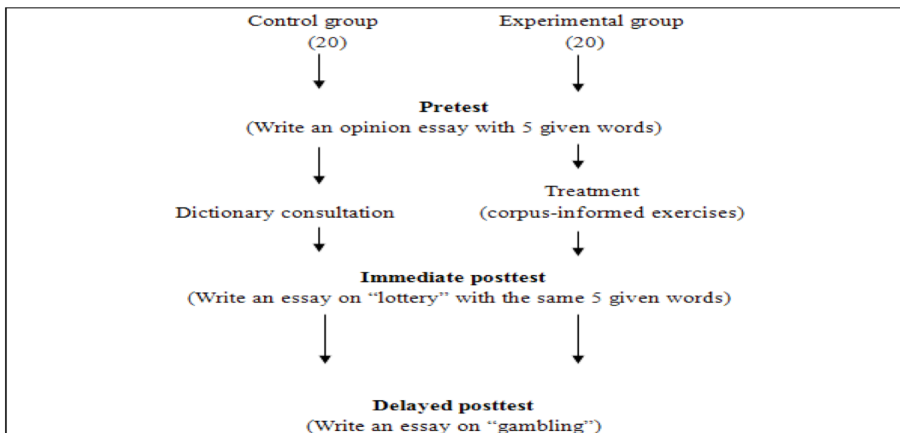 Control group Experimental group
(20) (20)
Pretest
(Write an opinion essay with 5 given words)
Treatment
Dictionary consultation (corpus-informed exercises)
Immediate posttest
(Write an essay on “lottery” with the same 5 given words)
Delayed posttest
(Write an essay on “gambling”)